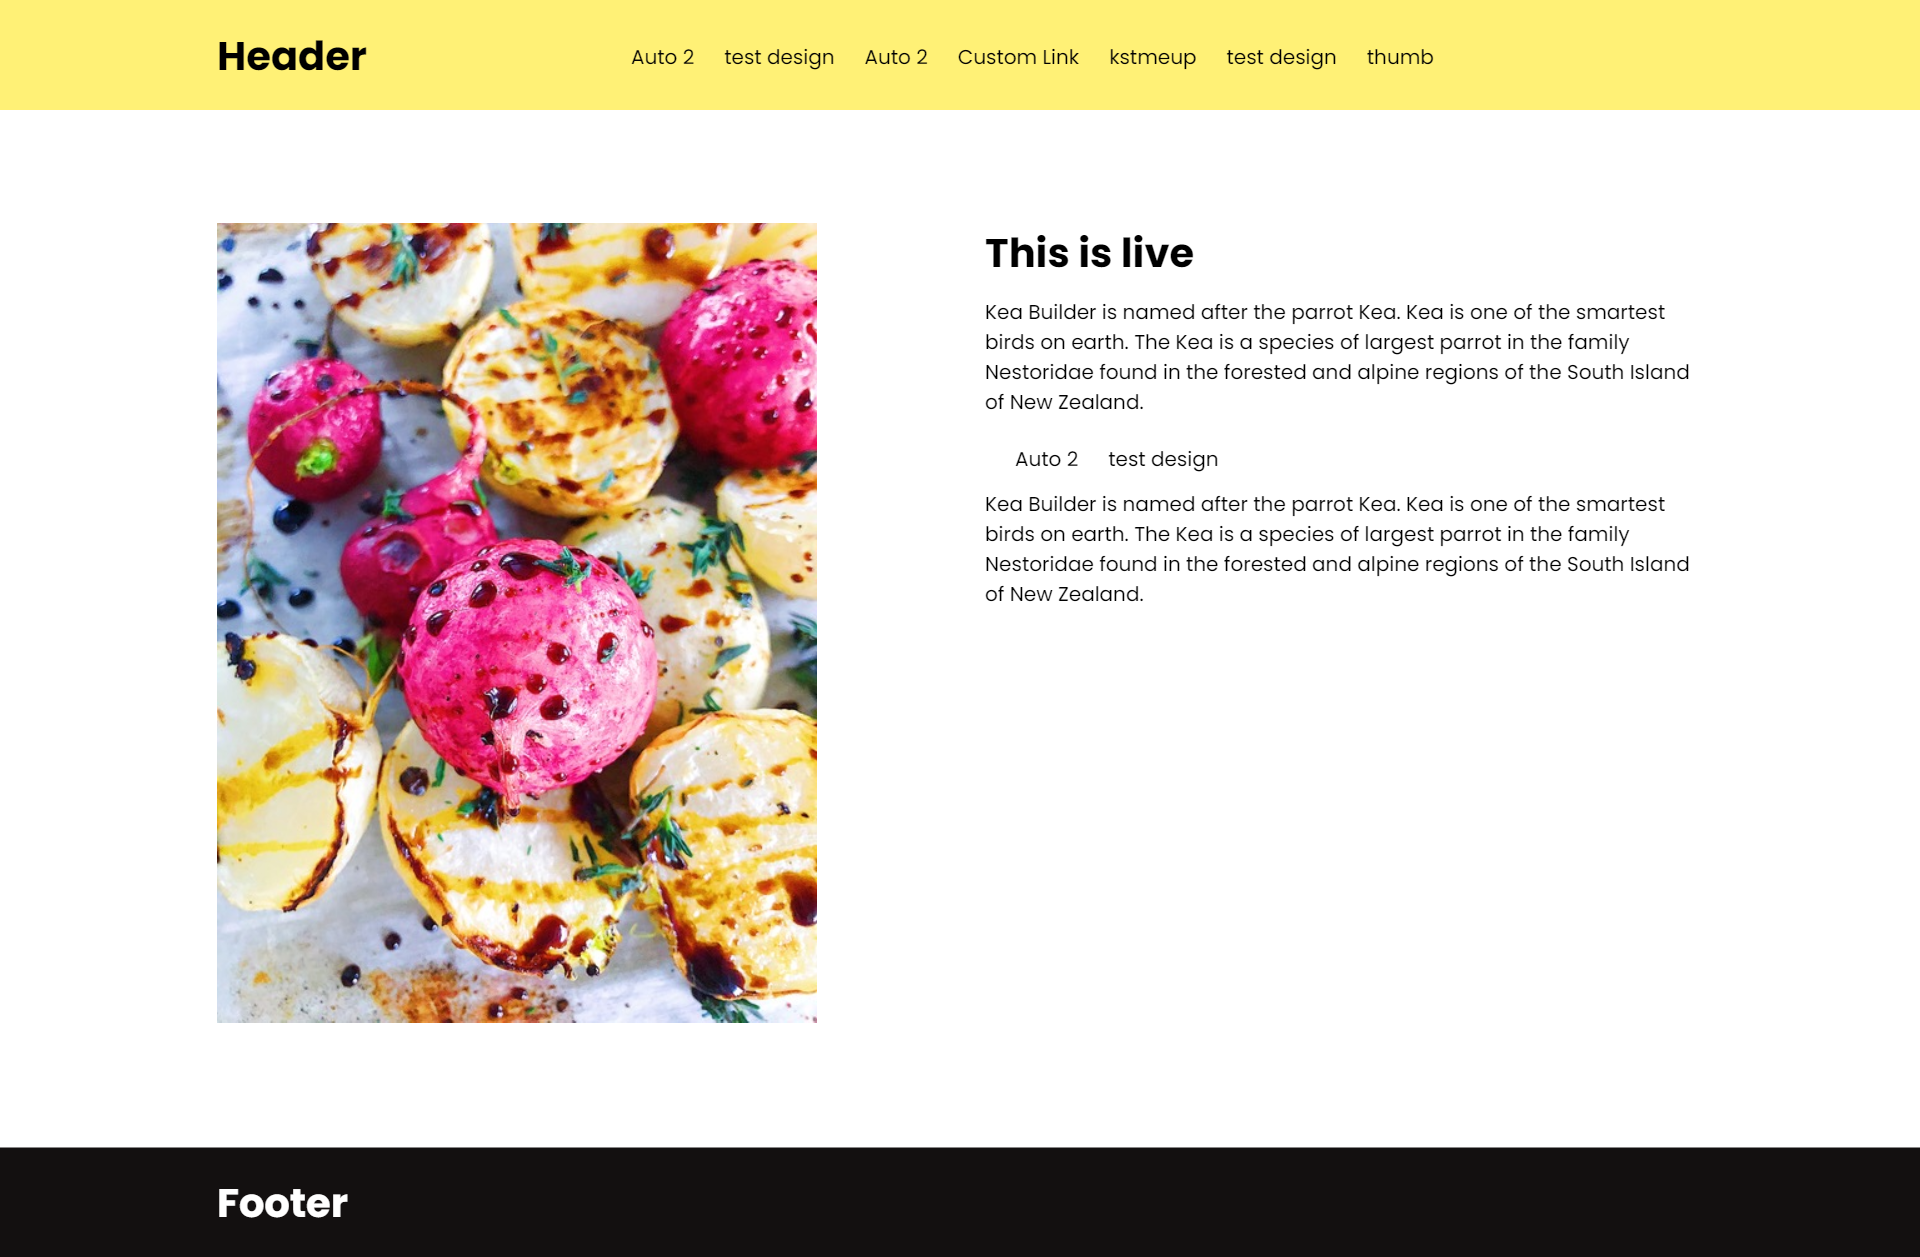 Header
Auto 2 test design Auto 2 Custom Link kstmeup test design thumb
This is live
Kea Builder is named after the parrot Kea. Kea is one of the smartest
birds on earth. The Kea is a species of largest parrot in the family
Nestoridae found in the forested and alpine regions of the South Island
of New Zealand.
Auto 2 test design
Kea Builder is named after the parrot Kea. Kea is one of the smartest
birds on earth. The Kea is a species of largest parrot in the family
Nestoridae found in the forested and alpine regions of the South Island
of New Zealand.
Footer